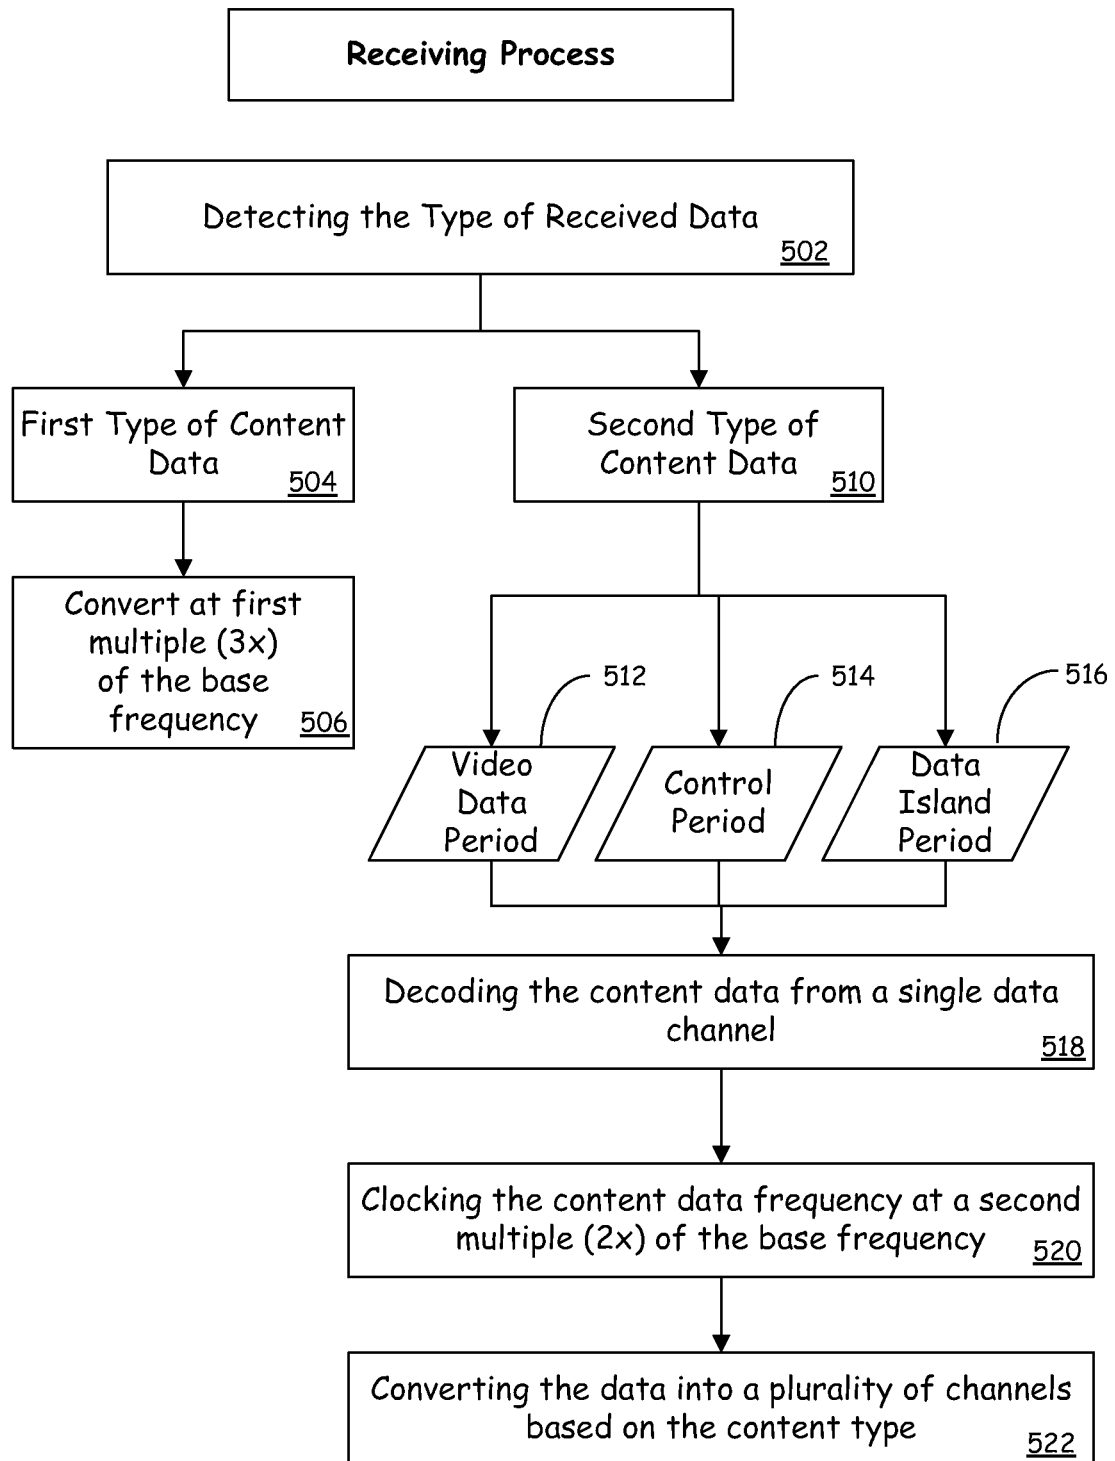 Receiving Process
Detecting the Type of Received Data
502
First Type of Content
Data
504
Second Type of
Content Data
510
Convert at first
multiple (3x)
of the base
frequency
506
512
514
516
Video
Data
Period
Control
Period
Data
Island
Period
Decoding the content data from a single data
channel
518
Clocking the content data frequency at a second
multiple (2x) of the base frequency
520
Converting the data into a plurality of channels
based on the content type
522